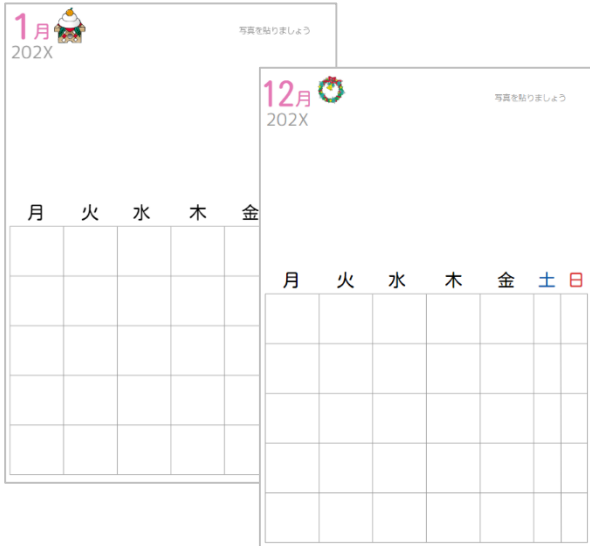 1月
写真を貼りましょう
202X
月 火 水 木 金
12月
写真を貼りましょう
202X
月 火 水 木 金 土 日